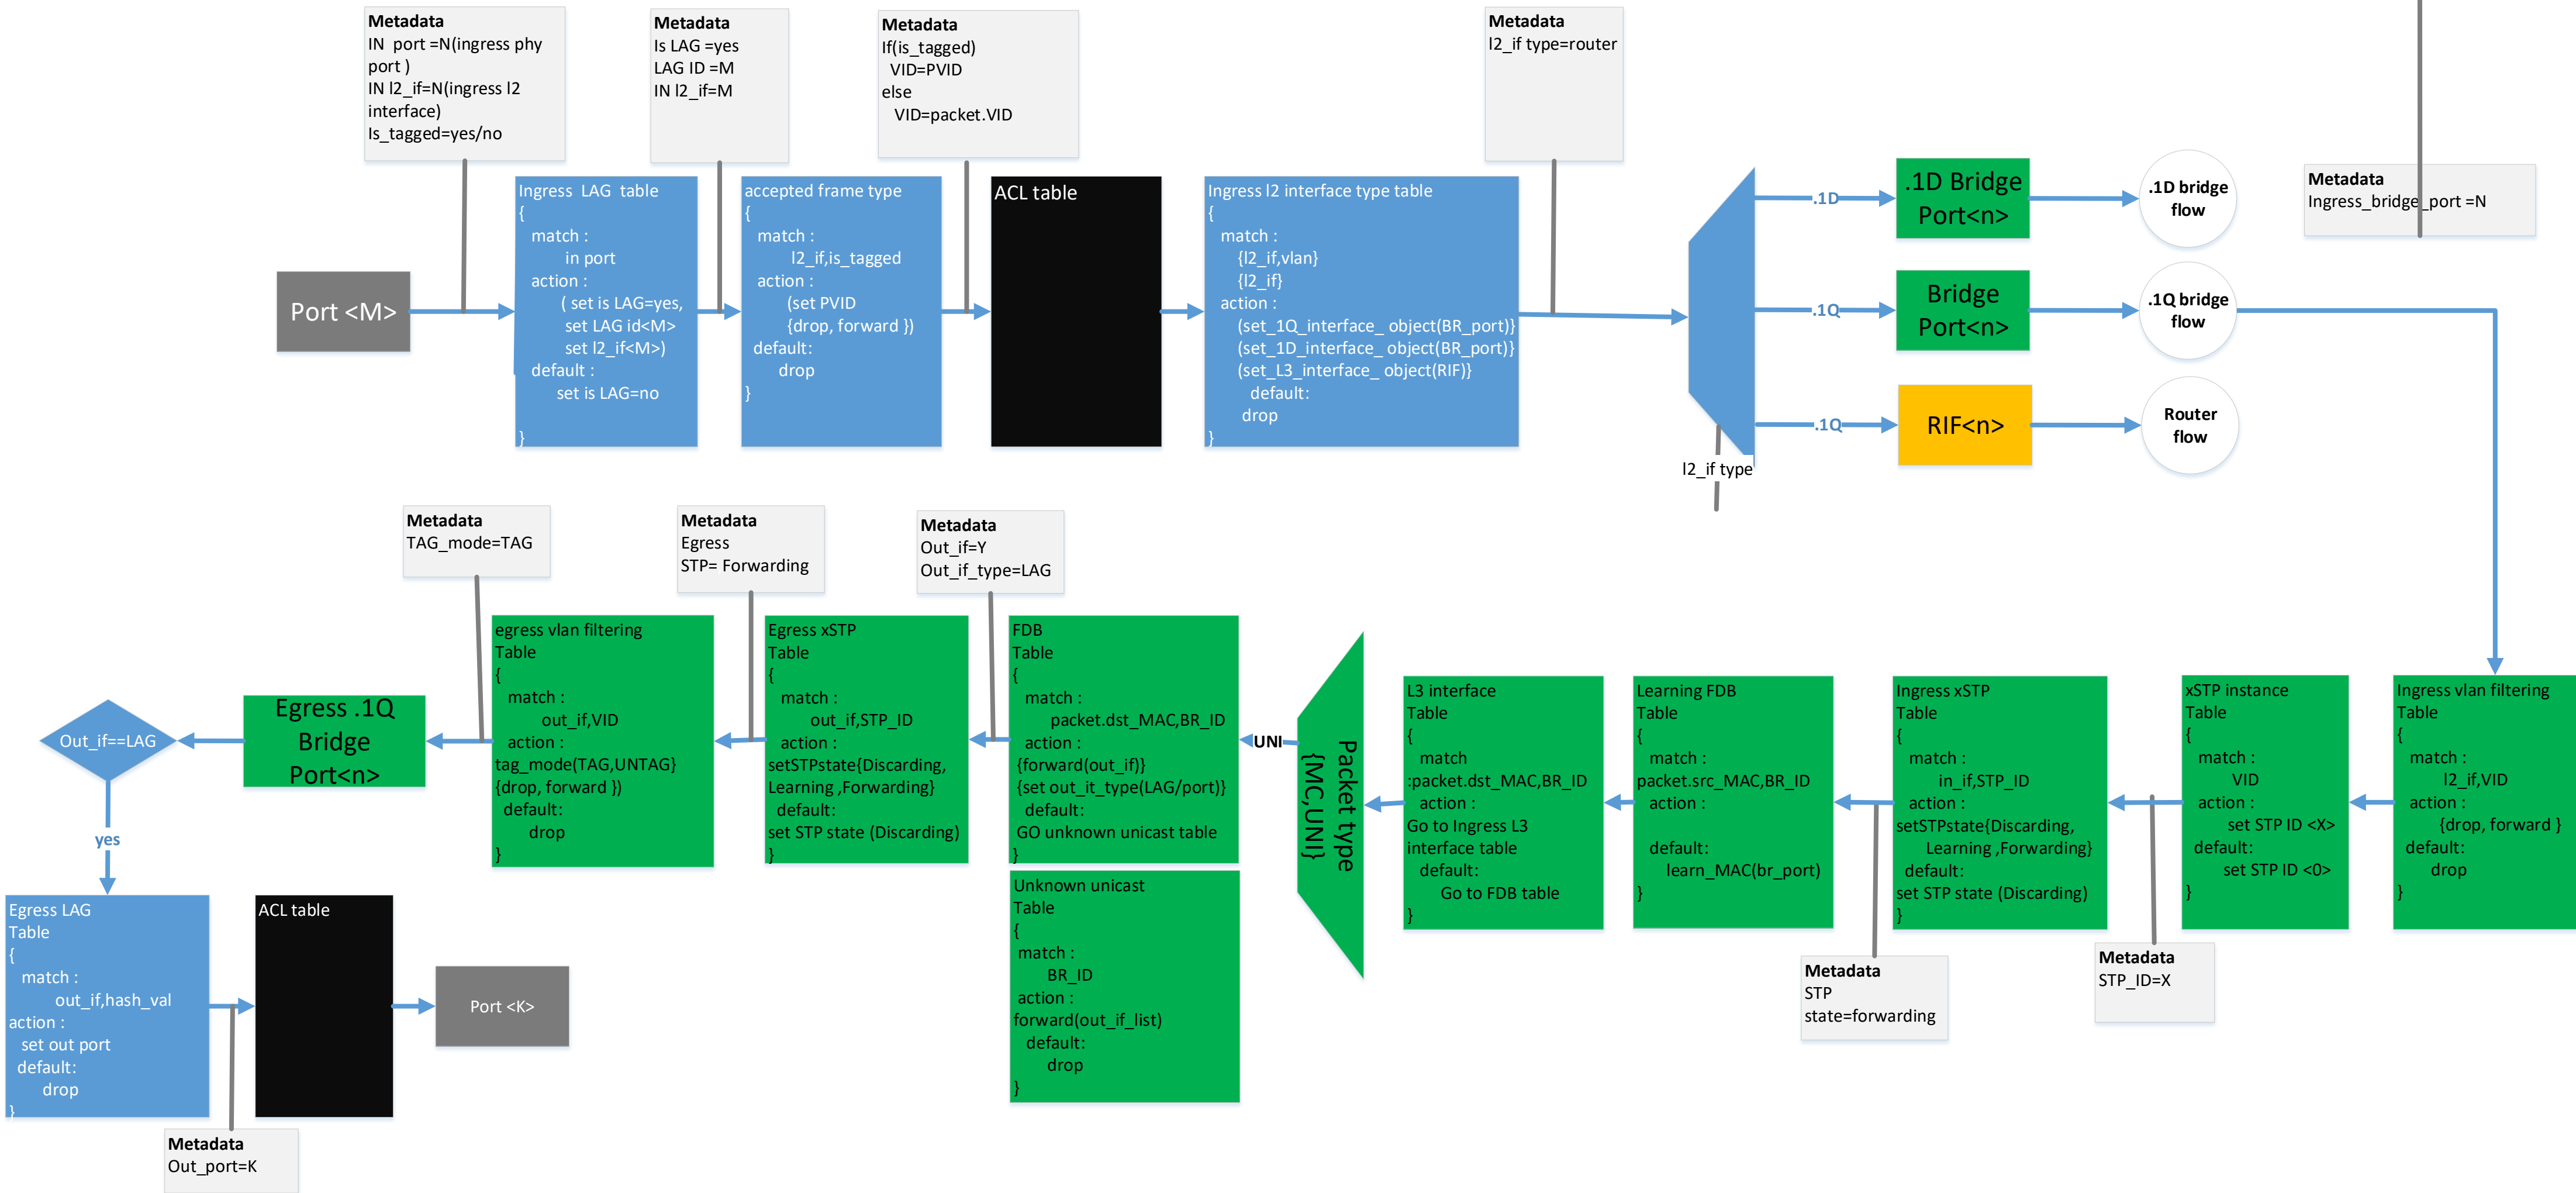 Metadata
IN port =N(ingress phy
port )
IN l2_if=N(ingress l2
interface)
Is_tagged=yes/no
Metadata
Is LAG =yes
LAG ID =M
IN l2_if=M
Metadata
If(is_tagged)
VID=PVID
else
VID=packet.VID
Metadata
l2_if type=router
Metadata
Ingress_bridge_port =N
Port <M>
Ingress LAG table
{
match :
in port
action :
( set is LAG=yes,
set LAG id<M>
set l2_if<M>)
default :
set is LAG=no
}
accepted frame type
{
match :
l2_if,is_tagged
action :
(set PVID
{drop, forward })
default:
drop
}
ACL table
Ingress l2 interface type table
{
match :
{l2_if,vlan}
{l2_if}
action :
(set_1Q_interface_ object(BR_port)}
(set_1D_interface_ object(BR_port)}
(set_L3_interface_ object(RIF)}
default:
drop
}
l2_if type
.1D
.1D Bridge
Port<n>
.1D bridge
flow
.1Q
Bridge
Port<n>
.1Q bridge
flow
.1Q
RIF<n>
Router
flow
Ingress vlan filtering
Table
{
match :
l2_if,VID
action :
{drop, forward }
default:
drop
}
xSTP instance
Table
{
match :
VID
action :
set STP ID <X>
default:
set STP ID <0>
}
Metadata
STP_ID=X
Ingress xSTP
Table
{
match :
in_if,STP_ID
action :
setSTPstate{Discarding,
Learning ,Forwarding}
default:
set STP state (Discarding)
}
Metadata
STP
state=forwarding
Learning FDB
Table
{
match :
packet.src_MAC,BR_ID
action :
default:
learn_MAC(br_port)
}
L3 interface
Table
{
match
:packet.dst_MAC,BR_ID
action :
Go to Ingress L3
interface table
default:
Go to FDB table
}
Packet type
{MC,UNI}
UNI
Metadata
Out_if=Y
Out_if_type=LAG
FDB
Table
{
match :
packet.dst_MAC,BR_ID
action :
{forward(out_if)}
{set out_it_type(LAG/port)}
default:
GO unknown unicast table
}
Unknown unicast
Table
{
match :
BR_ID
action :
forward(out_if_list)
default:
drop
}
Metadata
Egress
STP= Forwarding
Egress xSTP
Table
{
match :
out_if,STP_ID
action :
setSTPstate{Discarding,
Learning ,Forwarding}
default:
set STP state (Discarding)
}
Metadata
TAG_mode=TAG
egress vlan filtering
Table
{
match :
out_if,VID
action :
tag_mode(TAG,UNTAG}
{drop, forward })
default:
drop
}
Egress .1Q
Bridge
Port<n>
Out_if==LAG
yes
Egress LAG
Table
{
match :
out_if,hash_val
action :
set out port
default:
drop
}
Metadata
Out_port=K
ACL table
Port <K>